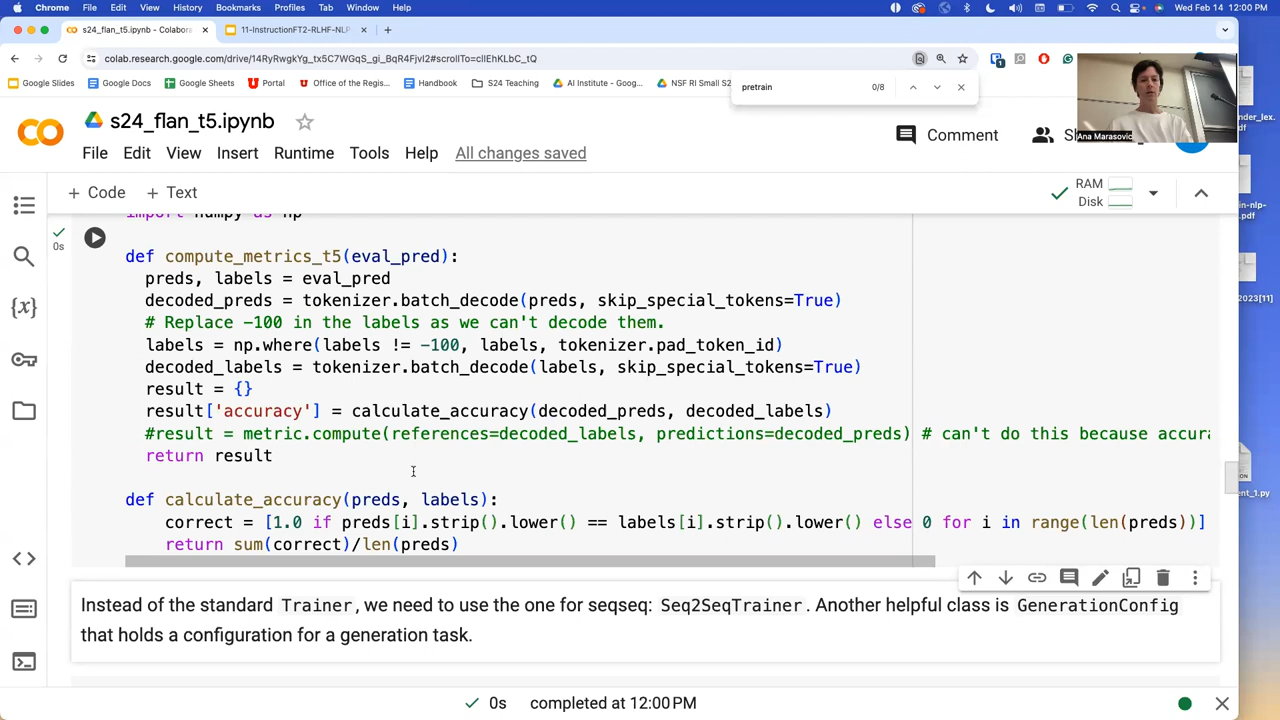 Chrome File Edit View History Bookmarks Profiles Tab Window Help Wed Feb 14 12:00 PM
s24_flan_t5.ipynb - Colabora
11-InstructionFT2-RLHF-NLP
colab.research.google.com/drive/14RyRwgkYg_tx5C7WGqS_gi_BqR4FjvI2#scrollTo=clIEhKLbC_tQ
Google Slides Google Docs Google Sheets Portal Office of the Regis... Handbook S24 Teaching AI Institute - Goog... NSF RI Small S2
pretrain 0/8
Ana Marasovic
s24_flan_t5.ipynb
Comment
File Edit View Insert Runtime Tools Help All changes saved
+ Code + Text
RAM
Disk
import numpy as np
0s
def compute_metrics_t5(eval_pred):
preds, labels = eval_pred
decoded_preds = tokenizer.batch_decode(preds, skip_special_tokens=True)
# Replace -100 in the labels as we can't decode them.
labels = np.where(labels != -100, labels, tokenizer.pad_token_id)
decoded_labels = tokenizer.batch_decode(labels, skip_special_tokens=True)
result = {}
result['accuracy'] = calculate_accuracy(decoded_preds, decoded_labels)
#result = metric.compute(references=decoded_labels, predictions=decoded_preds) # can't do this because accura
return result
def calculate_accuracy(preds, labels):
correct = [1.0 if preds[i].strip().lower() == labels[i].strip().lower() else 0 for i in range(len(preds))]
return sum(correct)/len(preds)
Instead of the standard Trainer, we need to use the one for seqseq: Seq2SeqTrainer. Another helpful class is GenerationConfig
that holds a configuration for a generation task.
0s completed at 12:00 PM